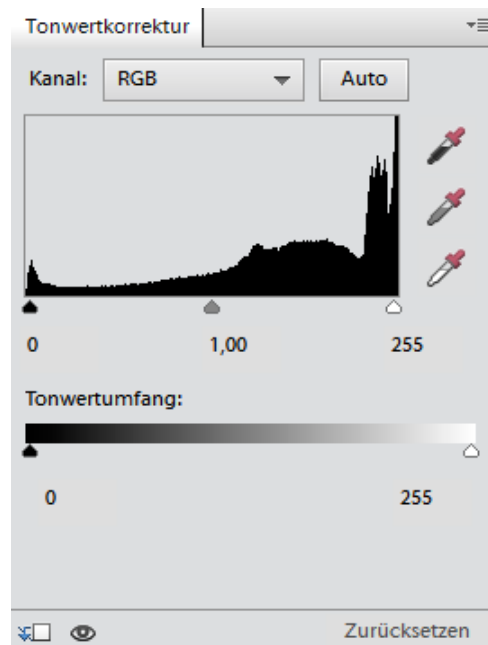 Tonwertkorrektur
Kanal: RGB Auto
0 1,00 255
Tonwertumfang:
0 255
Zurücksetzen